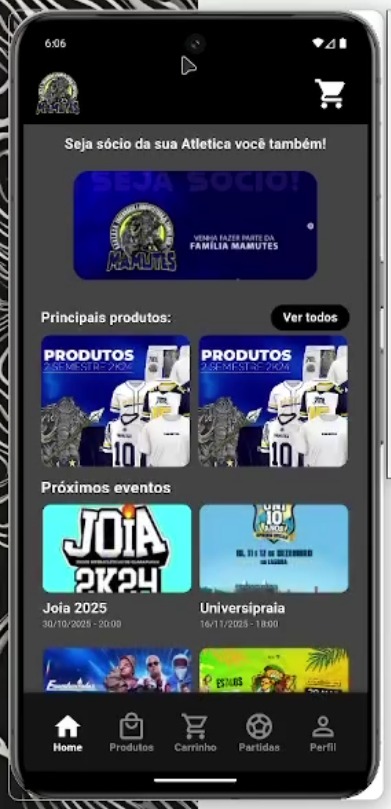 6:06
MAMUTES
Seja sócio da sua Atletica você também!
SEJA SÓCIO!
VENHA FAZER PARTE DA
FAMÍLIA MAMUTES
MAMUTES
Principais produtos:
Ver todos
PRODUTOS
2 SEMESTRE 2K24
10
PRODUTOS
2 SEMESTRE 2K24
10
Próximos eventos
JOIA
2K24
UNI
10
ANOS
10, 11 e 12 DE DEZEMBRO
Joia 2025
30/10/2025 - 20:00
Universipraia
16/11/2025 - 18:00
Home
Produtos
Carrinho
Partidas
Perfil